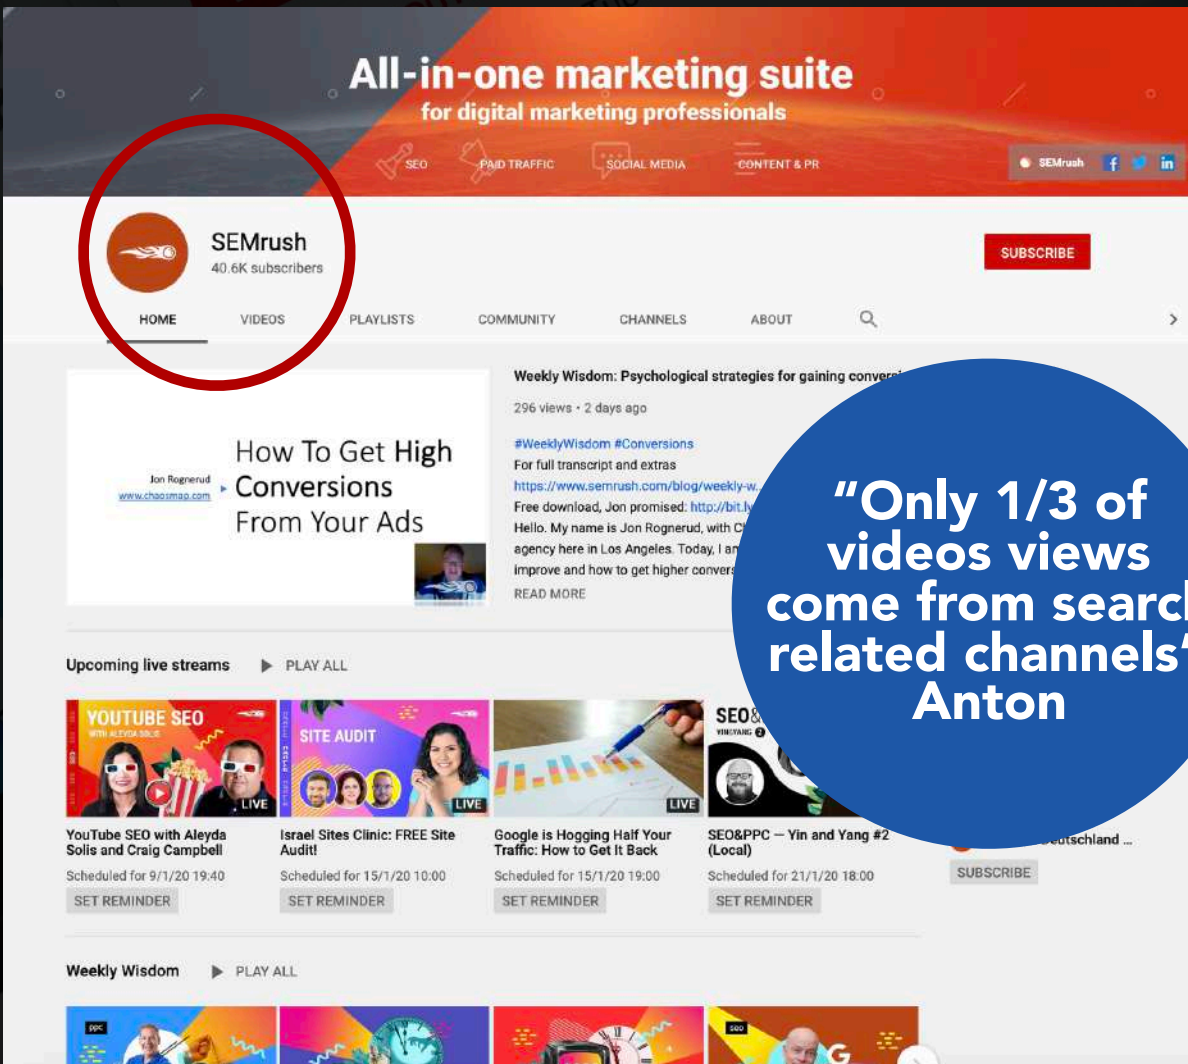 All-in-one marketing suite
for digital marketing professionals
SEO
PAID TRAFFIC
SOCIAL MEDIA
CONTENT & PR
SEMrush
SEMrush
40.6K subscribers
SUBSCRIBE
HOME
VIDEOS
PLAYLISTS
COMMUNITY
CHANNELS
ABOUT
How To Get High
Jon Rognerud
www.chaosmap.com
Conversions
From Your Ads
Weekly Wisdom: Psychological strategies for gaining
296 views • 2 days ago
#WeeklyWisdom #Conversions
For full transcript and extras
https://www.semrush.com/blog/weekly-w...
Free download, Jon promised: http://bit.ly
Hello. My name is Jon Rognerud, with
agency here in Los Angeles. Today, I
improve and how to get higher
READ MORE
"Only 1/3 of
videos views
come from search
related channels"
Anton
Upcoming live streams
PLAY ALL
YOUTUBE SEO
WITH ALEYDA SOLIS
LIVE
SITE AUDIT
LIVE
LIVE
SEO&
YIN&YANG 2
YouTube SEO with Aleyda
Solis and Craig Campbell
Scheduled for 9/1/20 19:40
SET REMINDER
Israel Sites Clinic: FREE Site
Audit!
Scheduled for 15/1/20 10:00
SET REMINDER
Google is Hogging Half Your
Traffic: How to Get It Back
Scheduled for 15/1/20 19:00
SET REMINDER
SEO&PPC — Yin and Yang #2
(Local)
Scheduled for 21/1/20 18:00
SET REMINDER
eutschland ...
SUBSCRIBE
Weekly Wisdom
PLAY ALL
ppc
seo
G